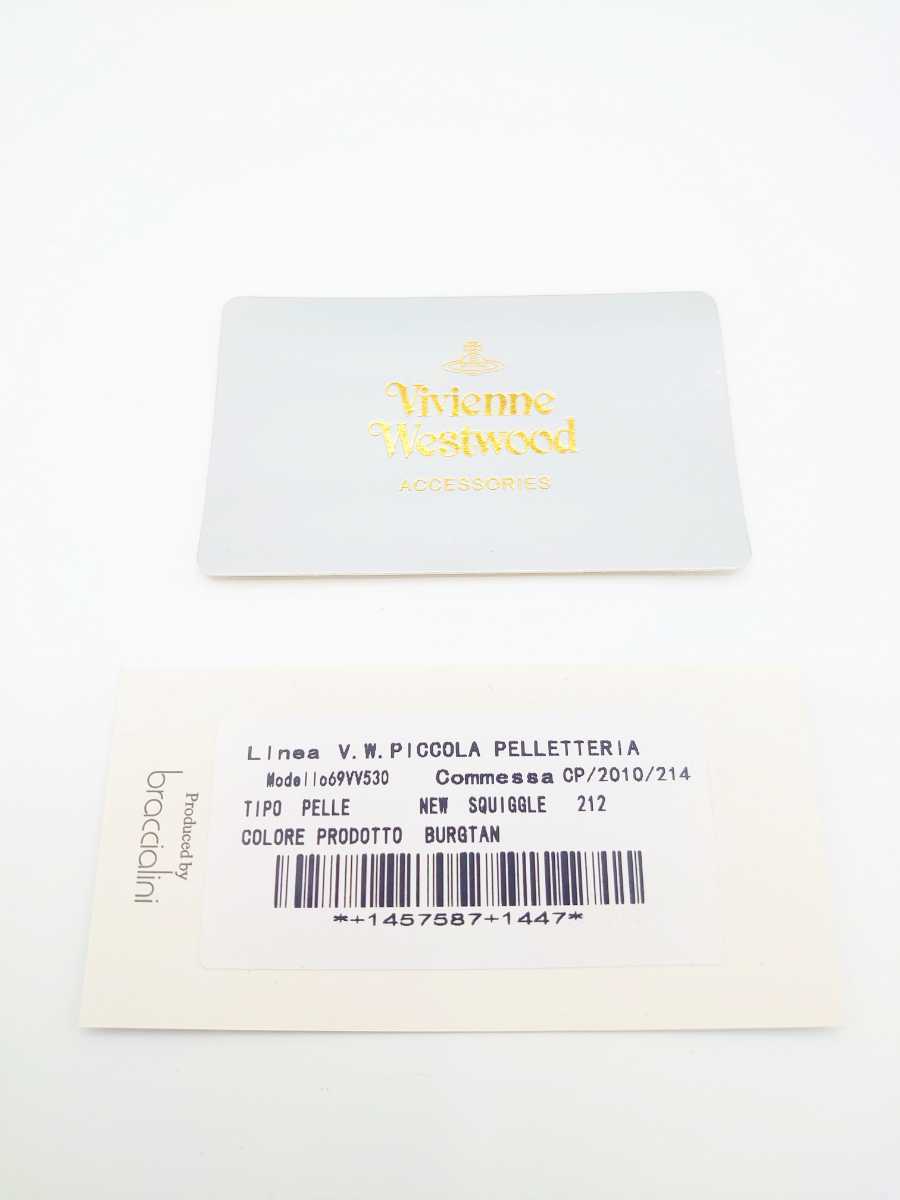 Vivienne
Westwood
ACCESSORIES
Produced by
braccialini
Linea V.W.PICCOLA PELLETTERIA
Modello69VV530 Commessa CP/2010/214
TIPO PELLE NEW SQUIGGLE 212
COLORE PRODOTTO BURGTAN
*+1457587+1447*